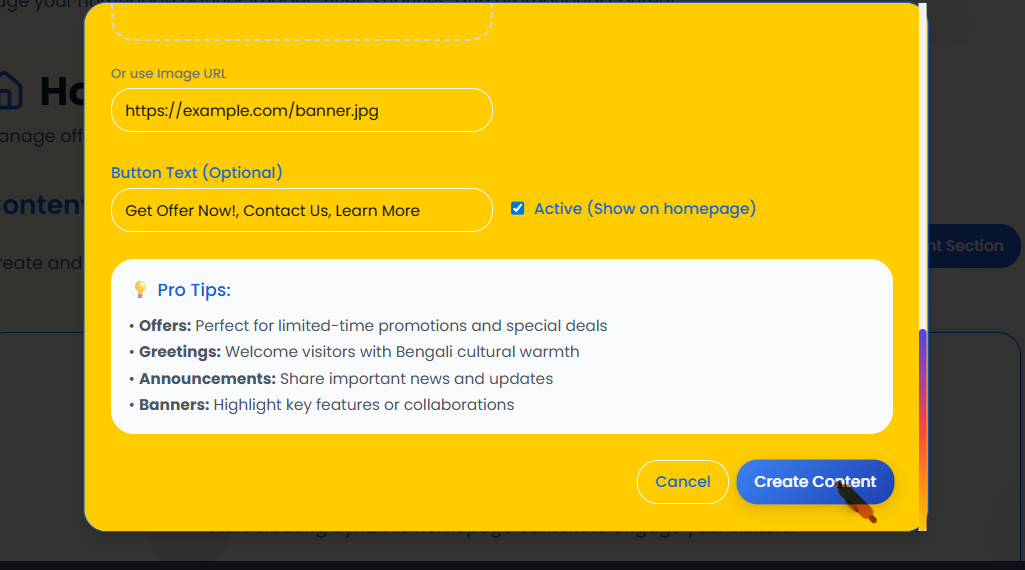 Or use Image URL
https://example.com/banner.jpg
Button Text (Optional)
Get Offer Now!, Contact Us, Learn More
Active (Show on homepage)
💡 Pro Tips:
• Offers: Perfect for limited-time promotions and special deals
• Greetings: Welcome visitors with Bengali cultural warmth
• Announcements: Share important news and updates
• Banners: Highlight key features or collaborations
Cancel
Create Content